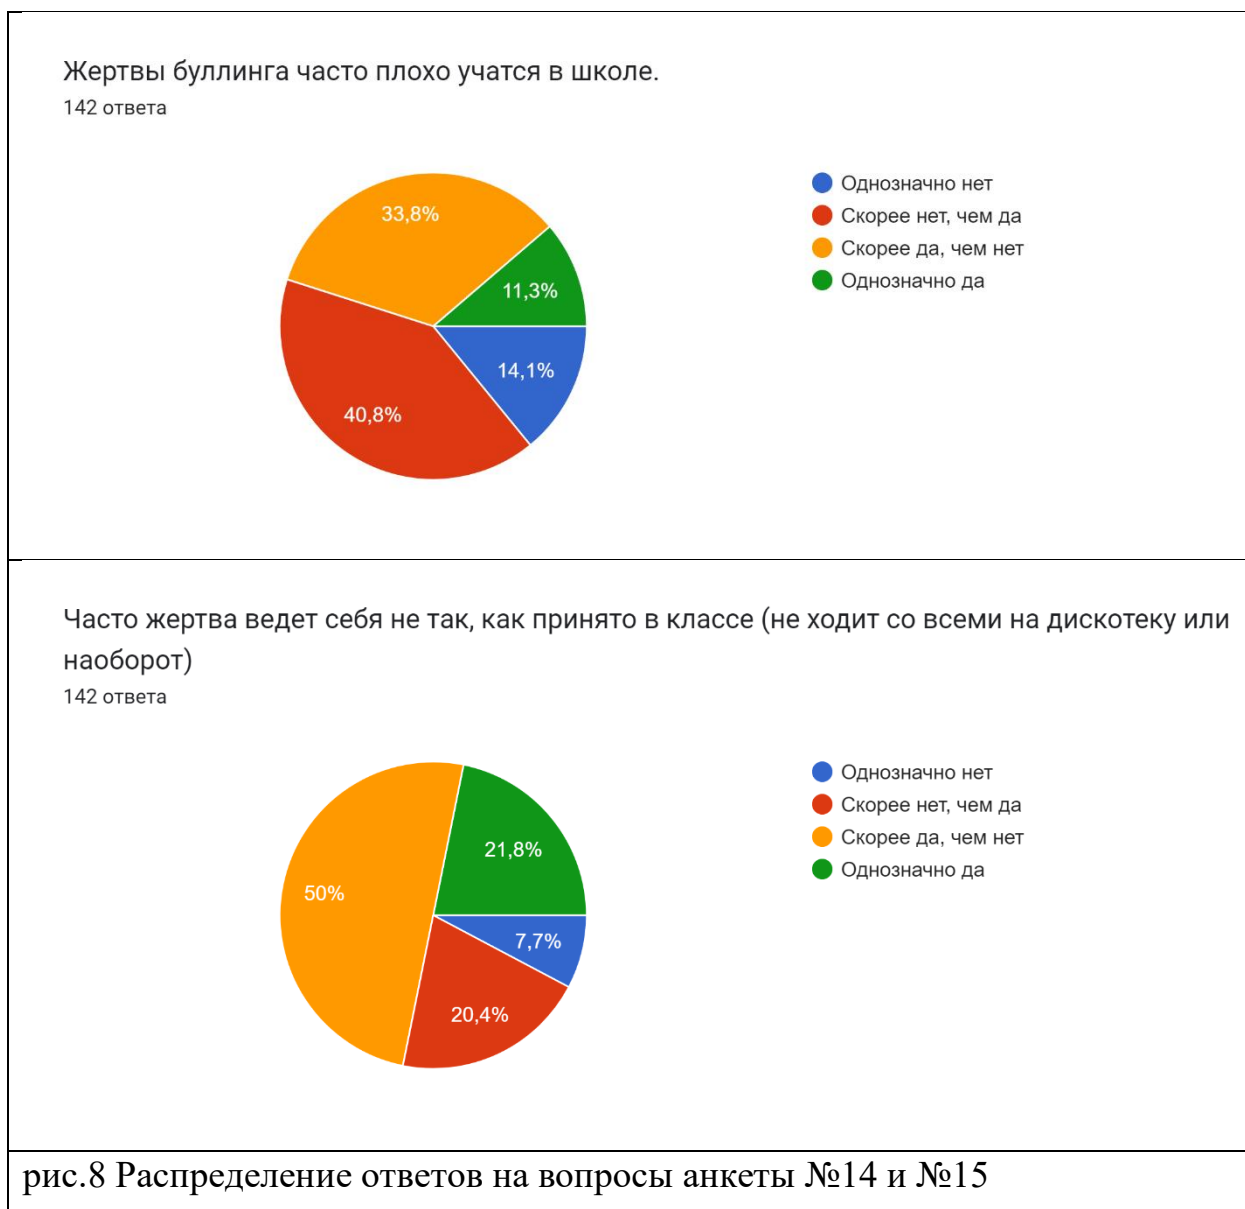 Жертвы буллинга часто плохо учатся в школе.
142 ответа
33,8%
11,3%
14,1%
40,8%
Однозначно нет
Скорее нет, чем да
Скорее да, чем нет
Однозначно да
Часто жертва ведет себя не так, как принято в классе (не ходит со всеми на дискотеку или
наоборот)
142 ответа
21,8%
50%
7,7%
20,4%
Однозначно нет
Скорее нет, чем да
Скорее да, чем нет
Однозначно да
рис.8 Распределение ответов на вопросы анкеты №14 и №15